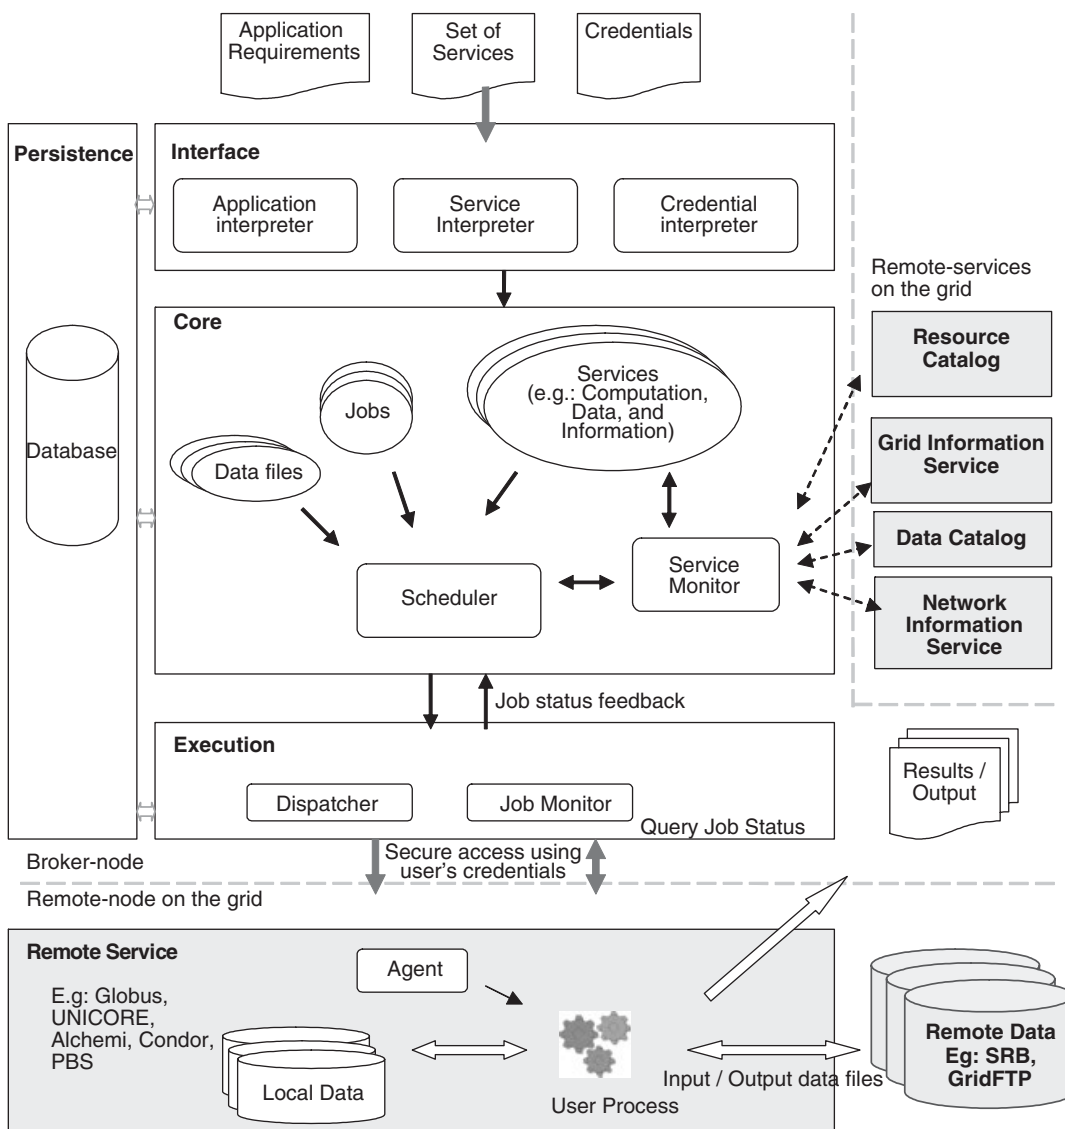 Application
Requirements
Set of
Services
Credentials
Persistence
Interface
Application
interpreter
Service
Interpreter
Credential
interpreter
Remote-services
on the grid
Core
Resource
Catalog
Services
(e.g.: Computation,
Data, and
Information)
Jobs
Database
Data files
Grid Information
Service
Data Catalog
Scheduler
Service
Monitor
Network
Information
Service
Job status feedback
Execution
Results /
Output
Dispatcher
Job Monitor
Query Job Status
Broker-node
Secure access using
user's credentials
Remote-node on the grid
Remote Service
Agent
E.g: Globus,
UNICORE,
Alchemi, Condor,
PBS
Local Data
User Process
Input / Output data files
Remote Data
Eg: SRB,
GridFTP